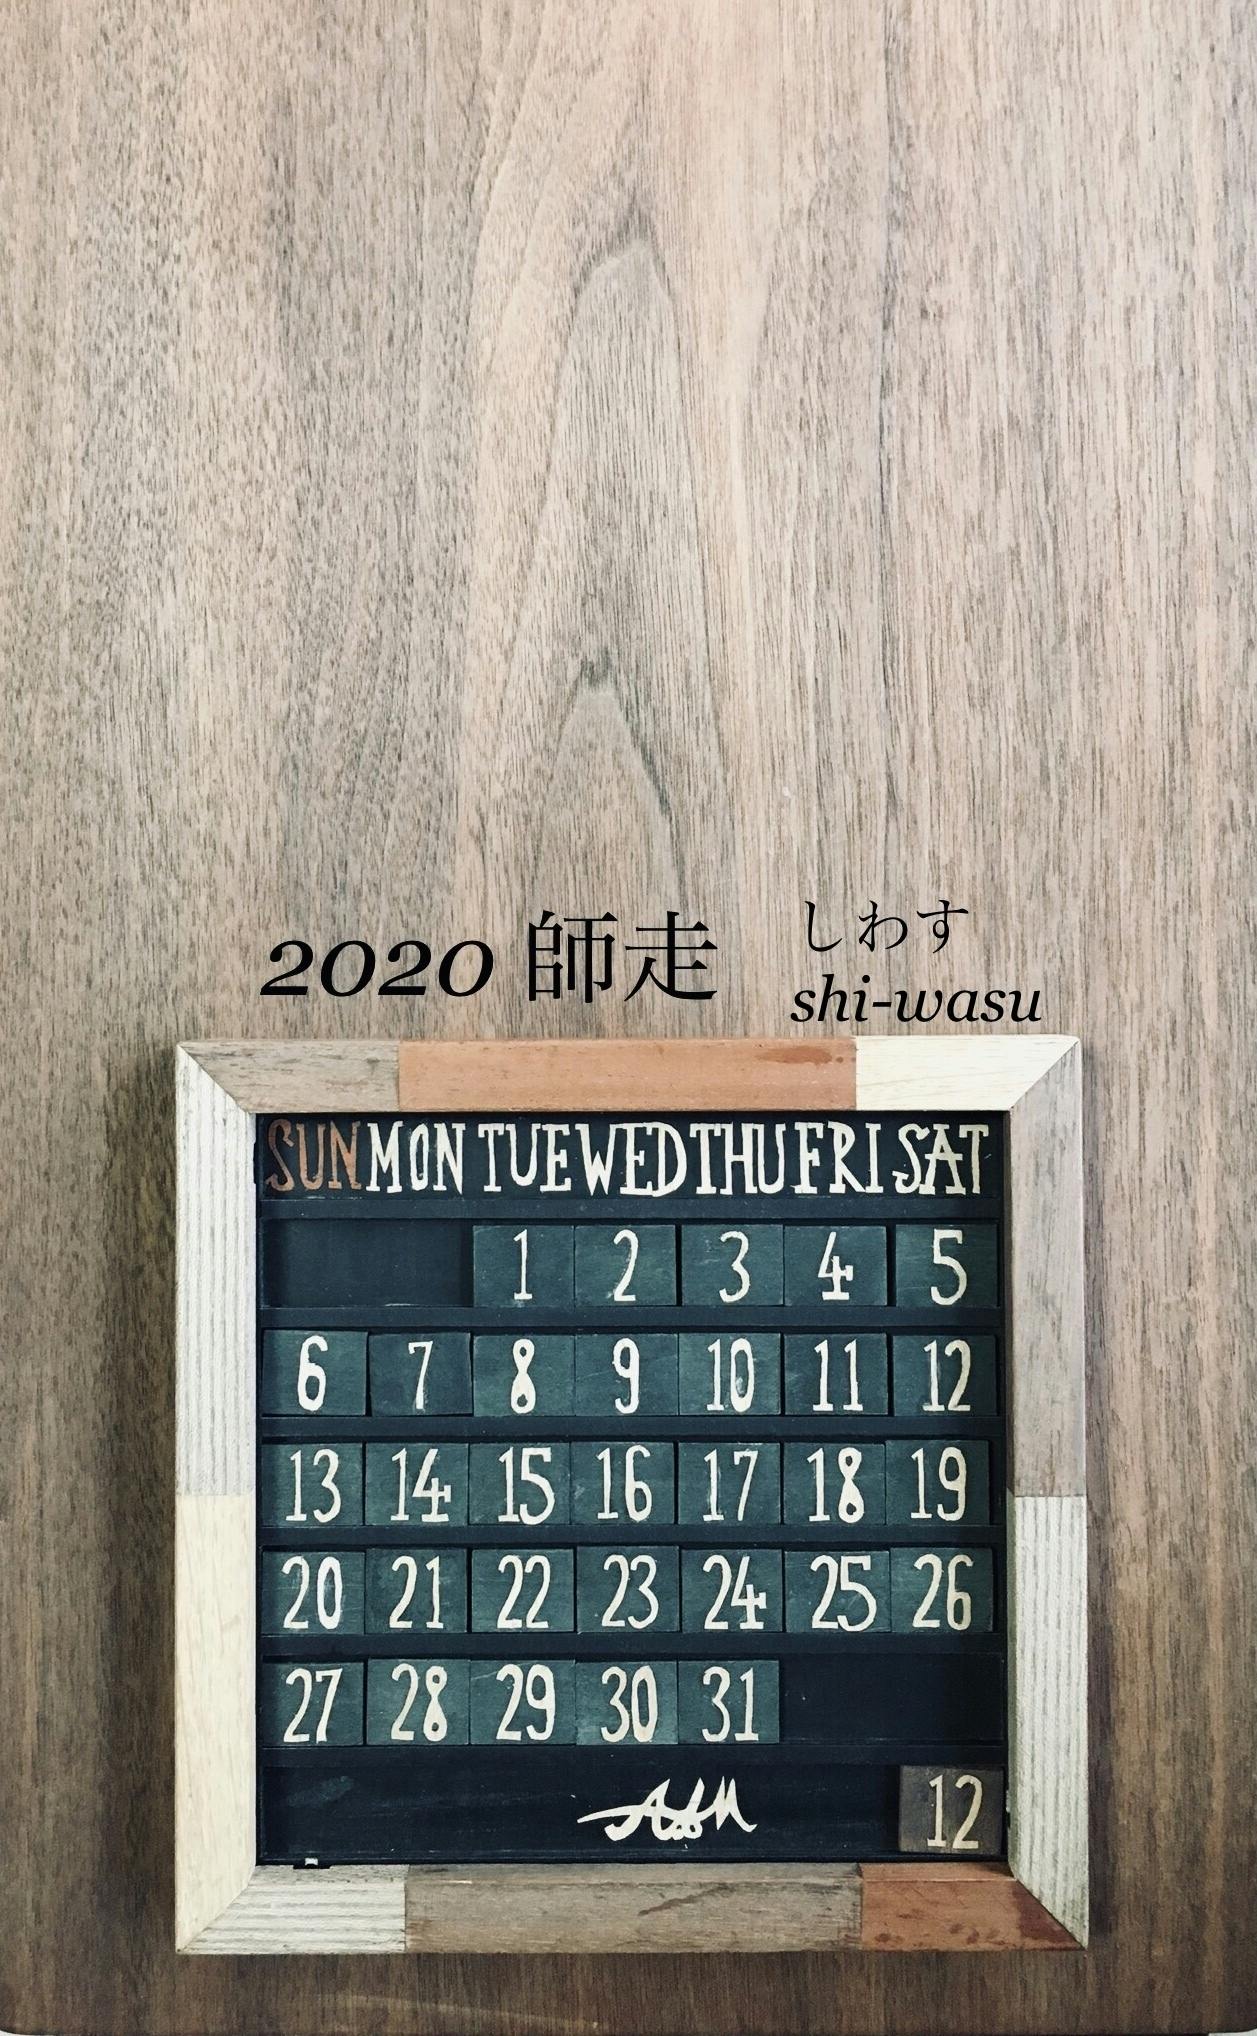 2020 師走 しわす
shi-wasu
SUN MON TUE WED THU FRI SAT
1 2 3 4 5
6 7 8 9 10 11 12
13 14 15 16 17 18 19
20 21 22 23 24 25 26
27 28 29 30 31
12